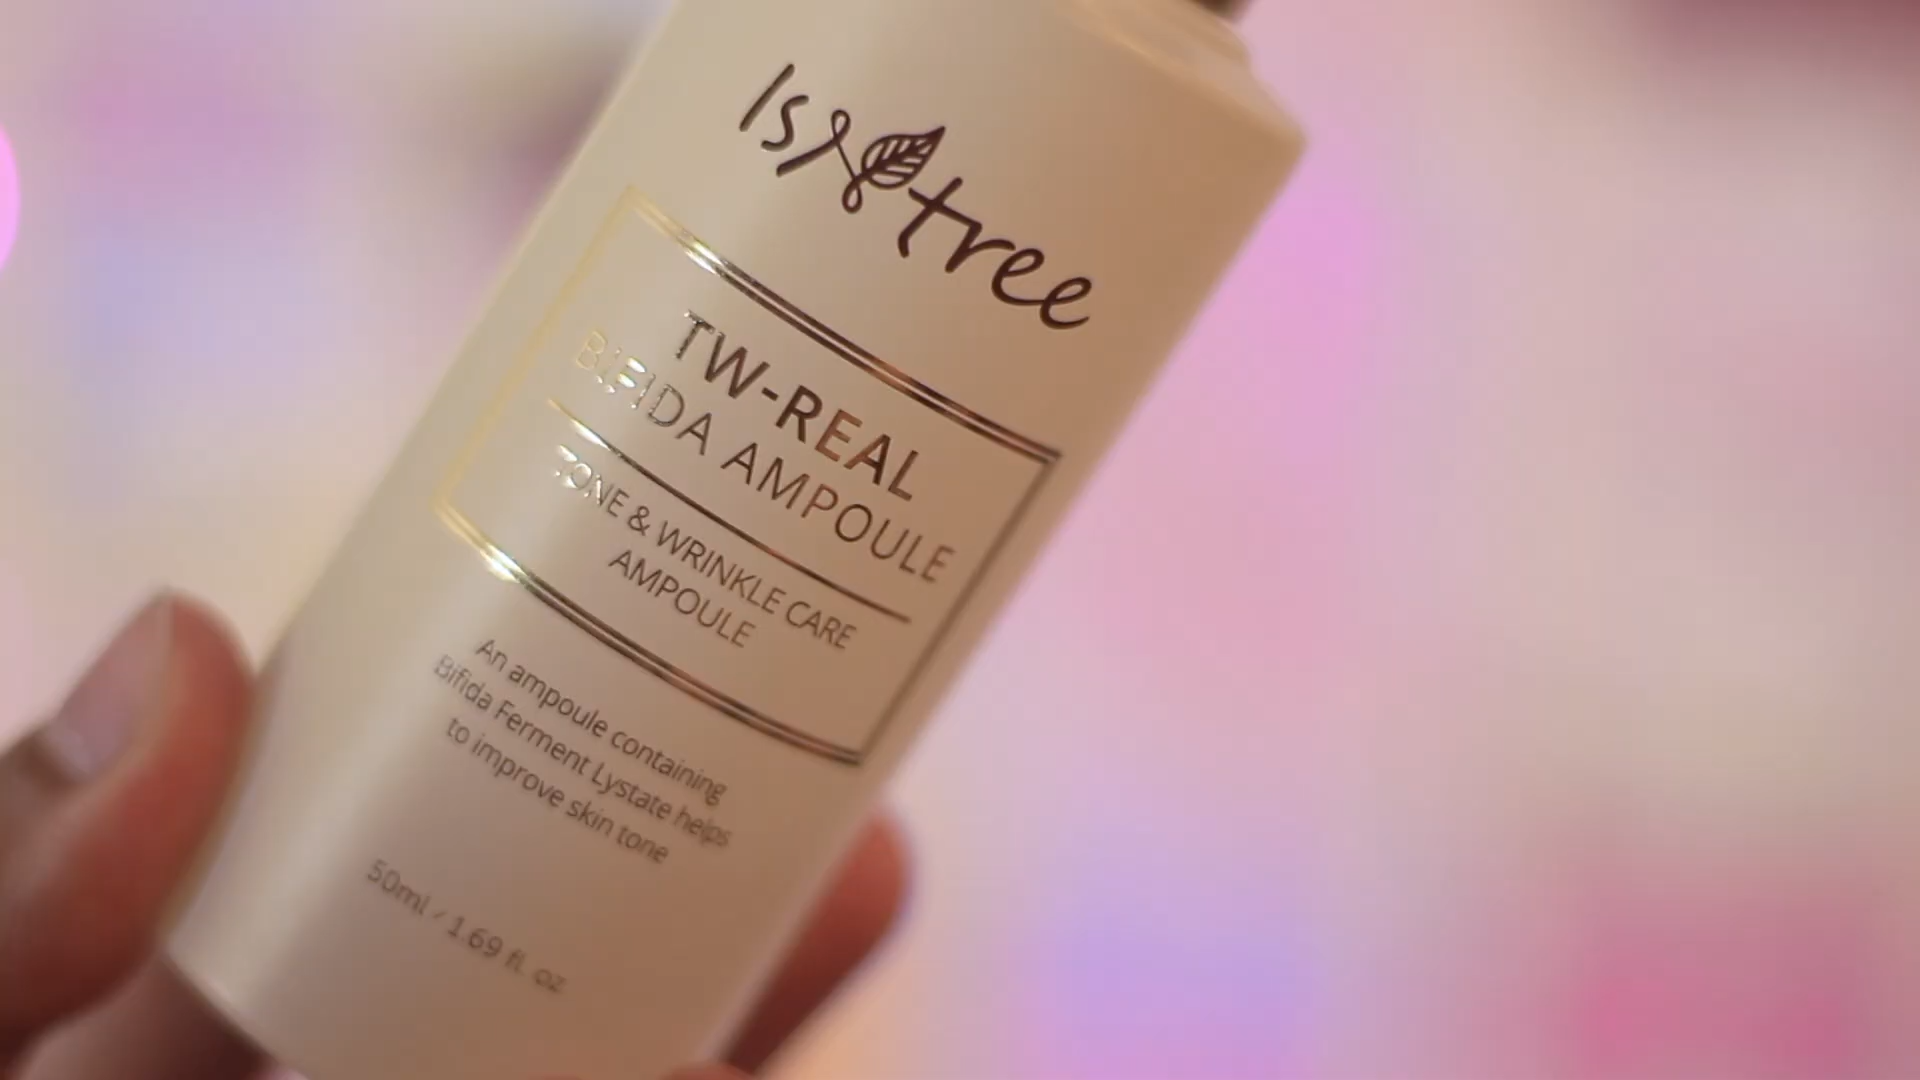 Isntree
TW-REAL
BIFIDA AMPOULE
TONE & WRINKLE CARE
AMPOULE
An ampoule containing
Bifida Ferment Lystate helps
to improve skin tone
50ml / 1.69 fl. oz